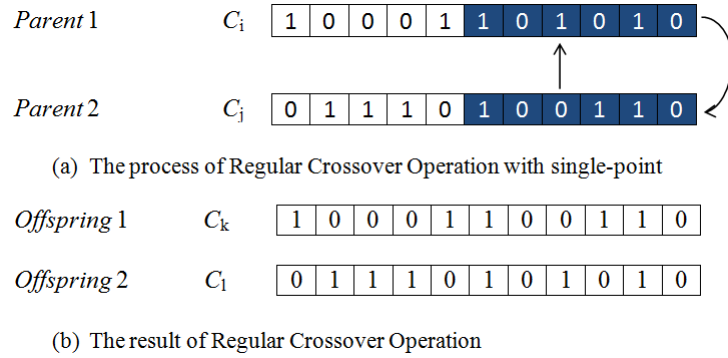 Parent 1 Ci 1 0 0 0 1 1 0 1 0 1 0
Parent 2 Cj 0 1 1 1 0 1 0 0 1 1 0
(a) The process of Regular Crossover Operation with single-point
Offspring 1 Ck 1 0 0 0 1 1 0 0 1 1 0
Offspring 2 Cl 0 1 1 1 0 1 0 1 0 1 0
(b) The result of Regular Crossover Operation